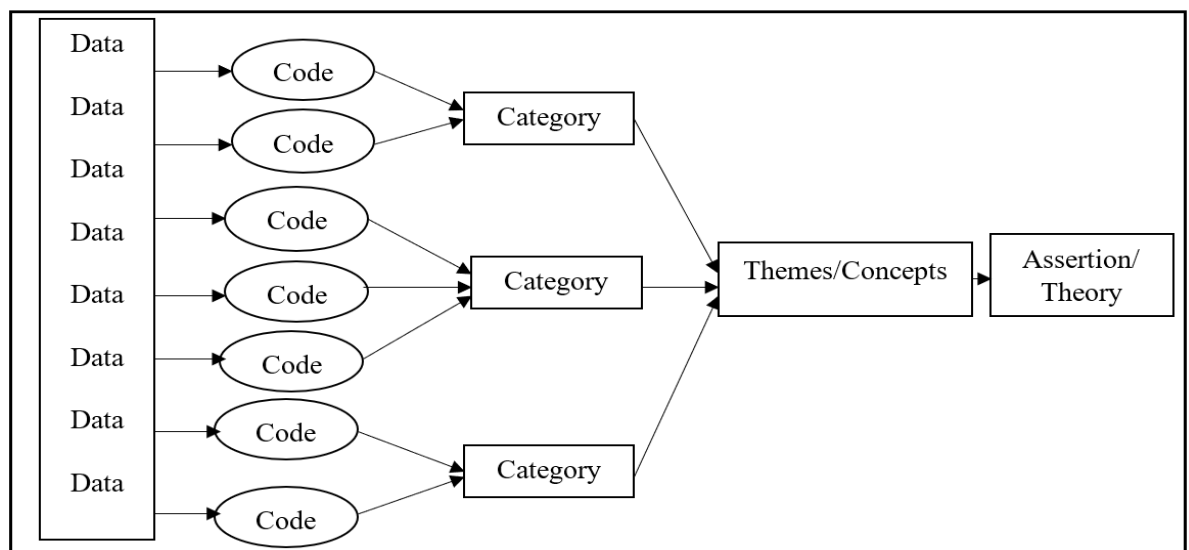 Data
Data
Data
Data
Data
Data
Data
Data
Code
Code
Code
Code
Code
Code
Code
Category
Category
Category
Themes/Concepts
Assertion/
Theory